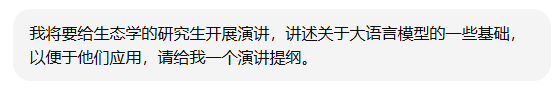 我将要给生态学的研究生开展演讲，讲述关于大语言模型的一些基础，
以便于他们应用，请给我一个演讲提纲。